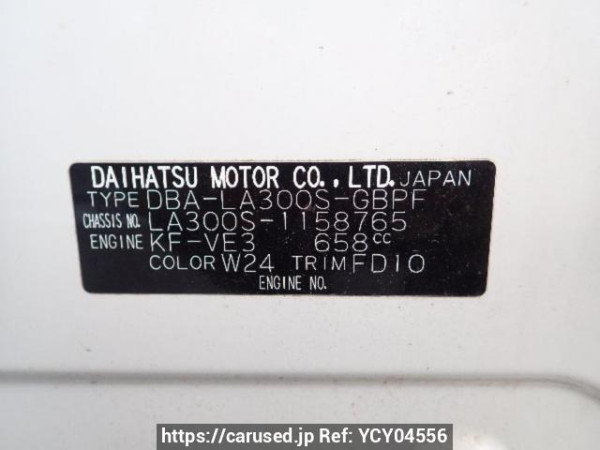 DAIHATSU MOTOR CO., LTD. JAPAN
TYPE DBA-LA300S-GBPF
CHASSIS NO. LA300S-1158765
ENGINE KF-VE3 658cc
COLOR W24 TRIM FD10
ENGINE NO.
https://carused.jp Ref: YCY04556